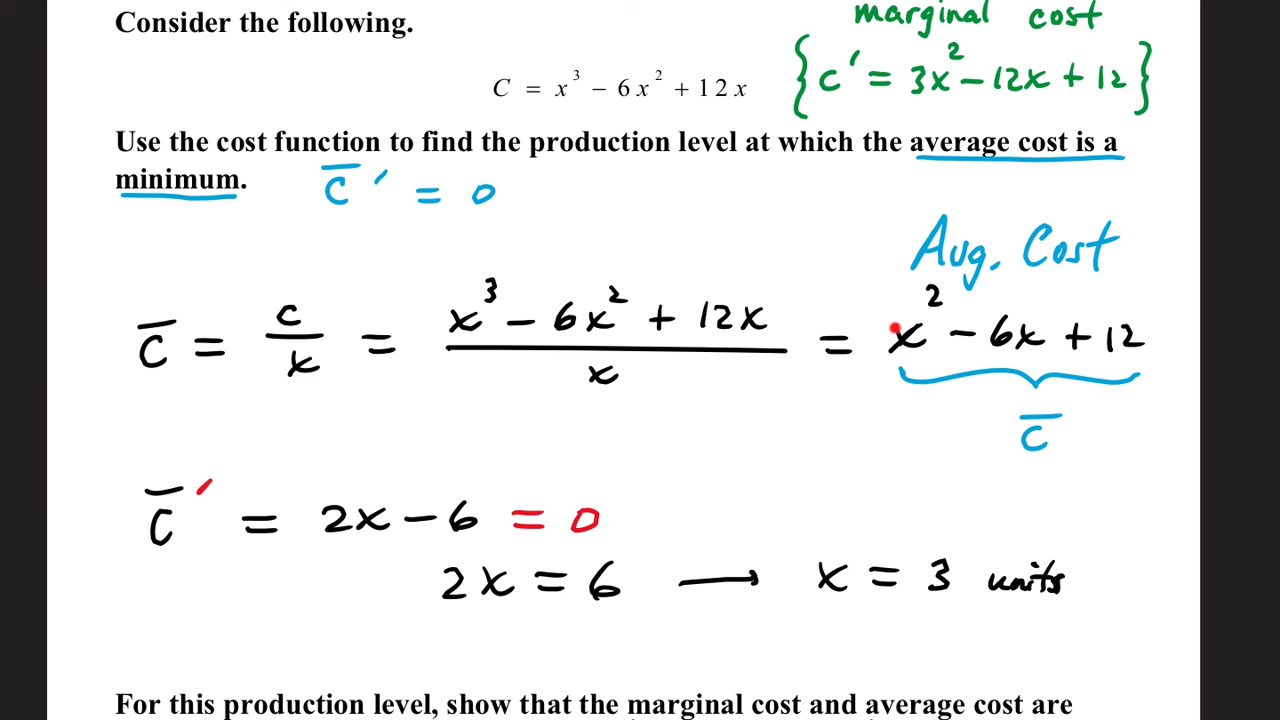 marginal cost
Consider the following.
C = x³ − 6x² + 12x {c' = 3x² − 12x + 12}
Use the cost function to find the production level at which the average cost is a
minimum. c̄' = 0
Avg. Cost
c̄ = c/x = (x³ − 6x² + 12x)/x = x² − 6x + 12
c̄
c̄' = 2x − 6 = 0
2x = 6 → x = 3 units
For this production level, show that the marginal cost and average cost are